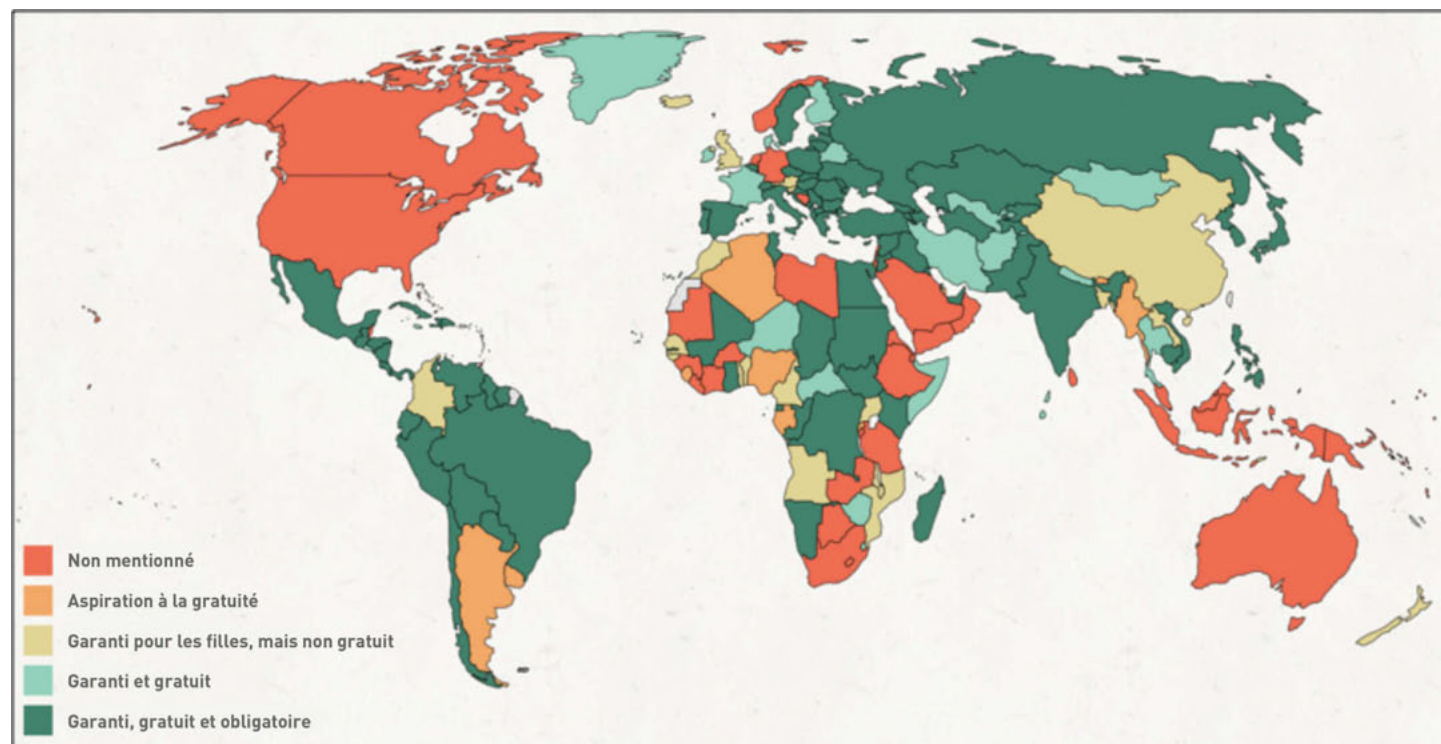 Non mentionné
Aspiration à la gratuité
Garanti pour les filles, mais non gratuit
Garanti et gratuit
Garanti, gratuit et obligatoire